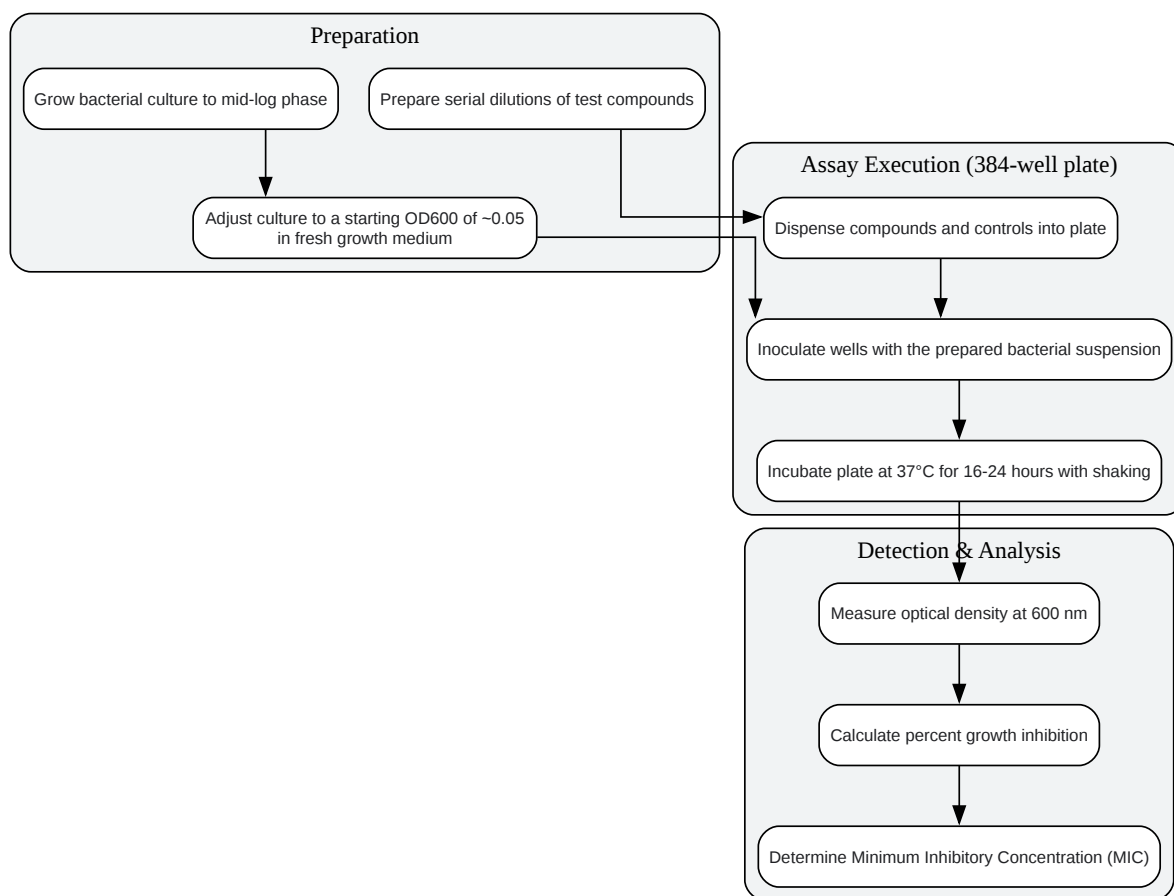 Preparation
Grow bacterial culture to mid-log phase
Prepare serial dilutions of test compounds
Adjust culture to a starting OD600 of ~0.05
in fresh growth medium
Assay Execution (384-well plate)
Dispense compounds and controls into plate
Inoculate wells with the prepared bacterial suspension
Incubate plate at 37°C for 16-24 hours with shaking
Detection & Analysis
Measure optical density at 600 nm
Calculate percent growth inhibition
Determine Minimum Inhibitory Concentration (MIC)